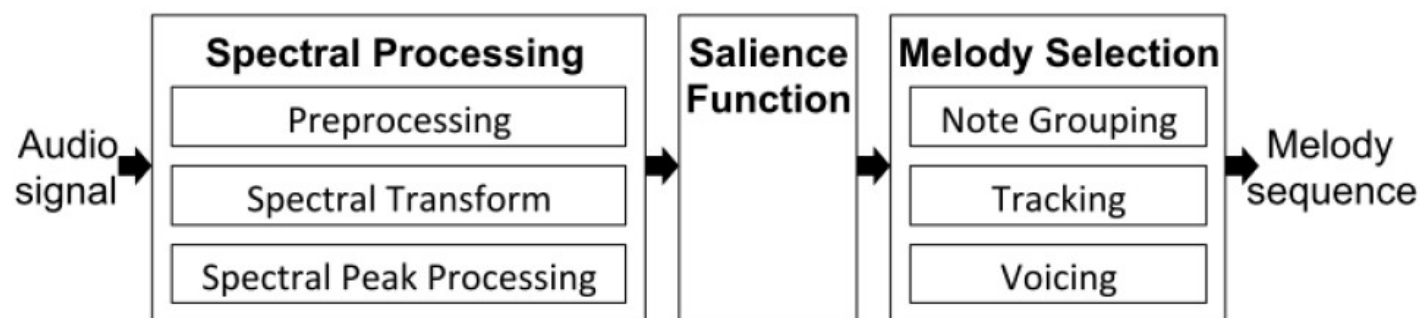 Audio
signal
Spectral Processing
Preprocessing
Spectral Transform
Spectral Peak Processing
Salience
Function
Melody Selection
Note Grouping
Tracking
Voicing
Melody
sequence